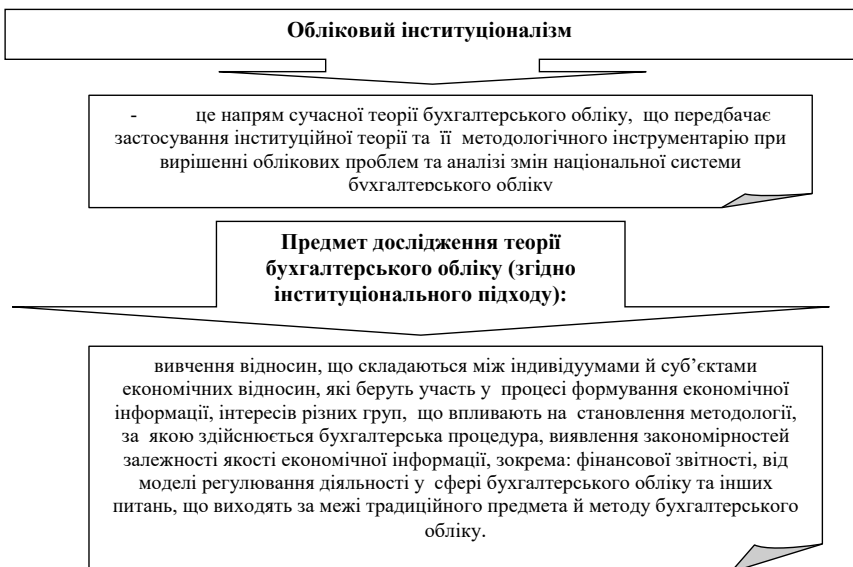 Обліковий інституціоналізм
- це напрям сучасної теорії бухгалтерського обліку, що передбачає
застосування інституційної теорії та її методологічного інструментарію при
вирішенні облікових проблем та аналізі змін національної системи
бухгалтерського обліку
Предмет дослідження теорії
бухгалтерського обліку (згідно
інституціонального підходу):
вивчення відносин, що складаються між індивідуумами й суб’єктами
економічних відносин, які беруть участь у процесі формування економічної
інформації, інтересів різних груп, що впливають на становлення методології,
за якою здійснюється бухгалтерська процедура, виявлення закономірностей
залежності якості економічної інформації, зокрема: фінансової звітності, від
моделі регулювання діяльності у сфері бухгалтерського обліку та інших
питань, що виходять за межі традиційного предмета й методу бухгалтерського
обліку.